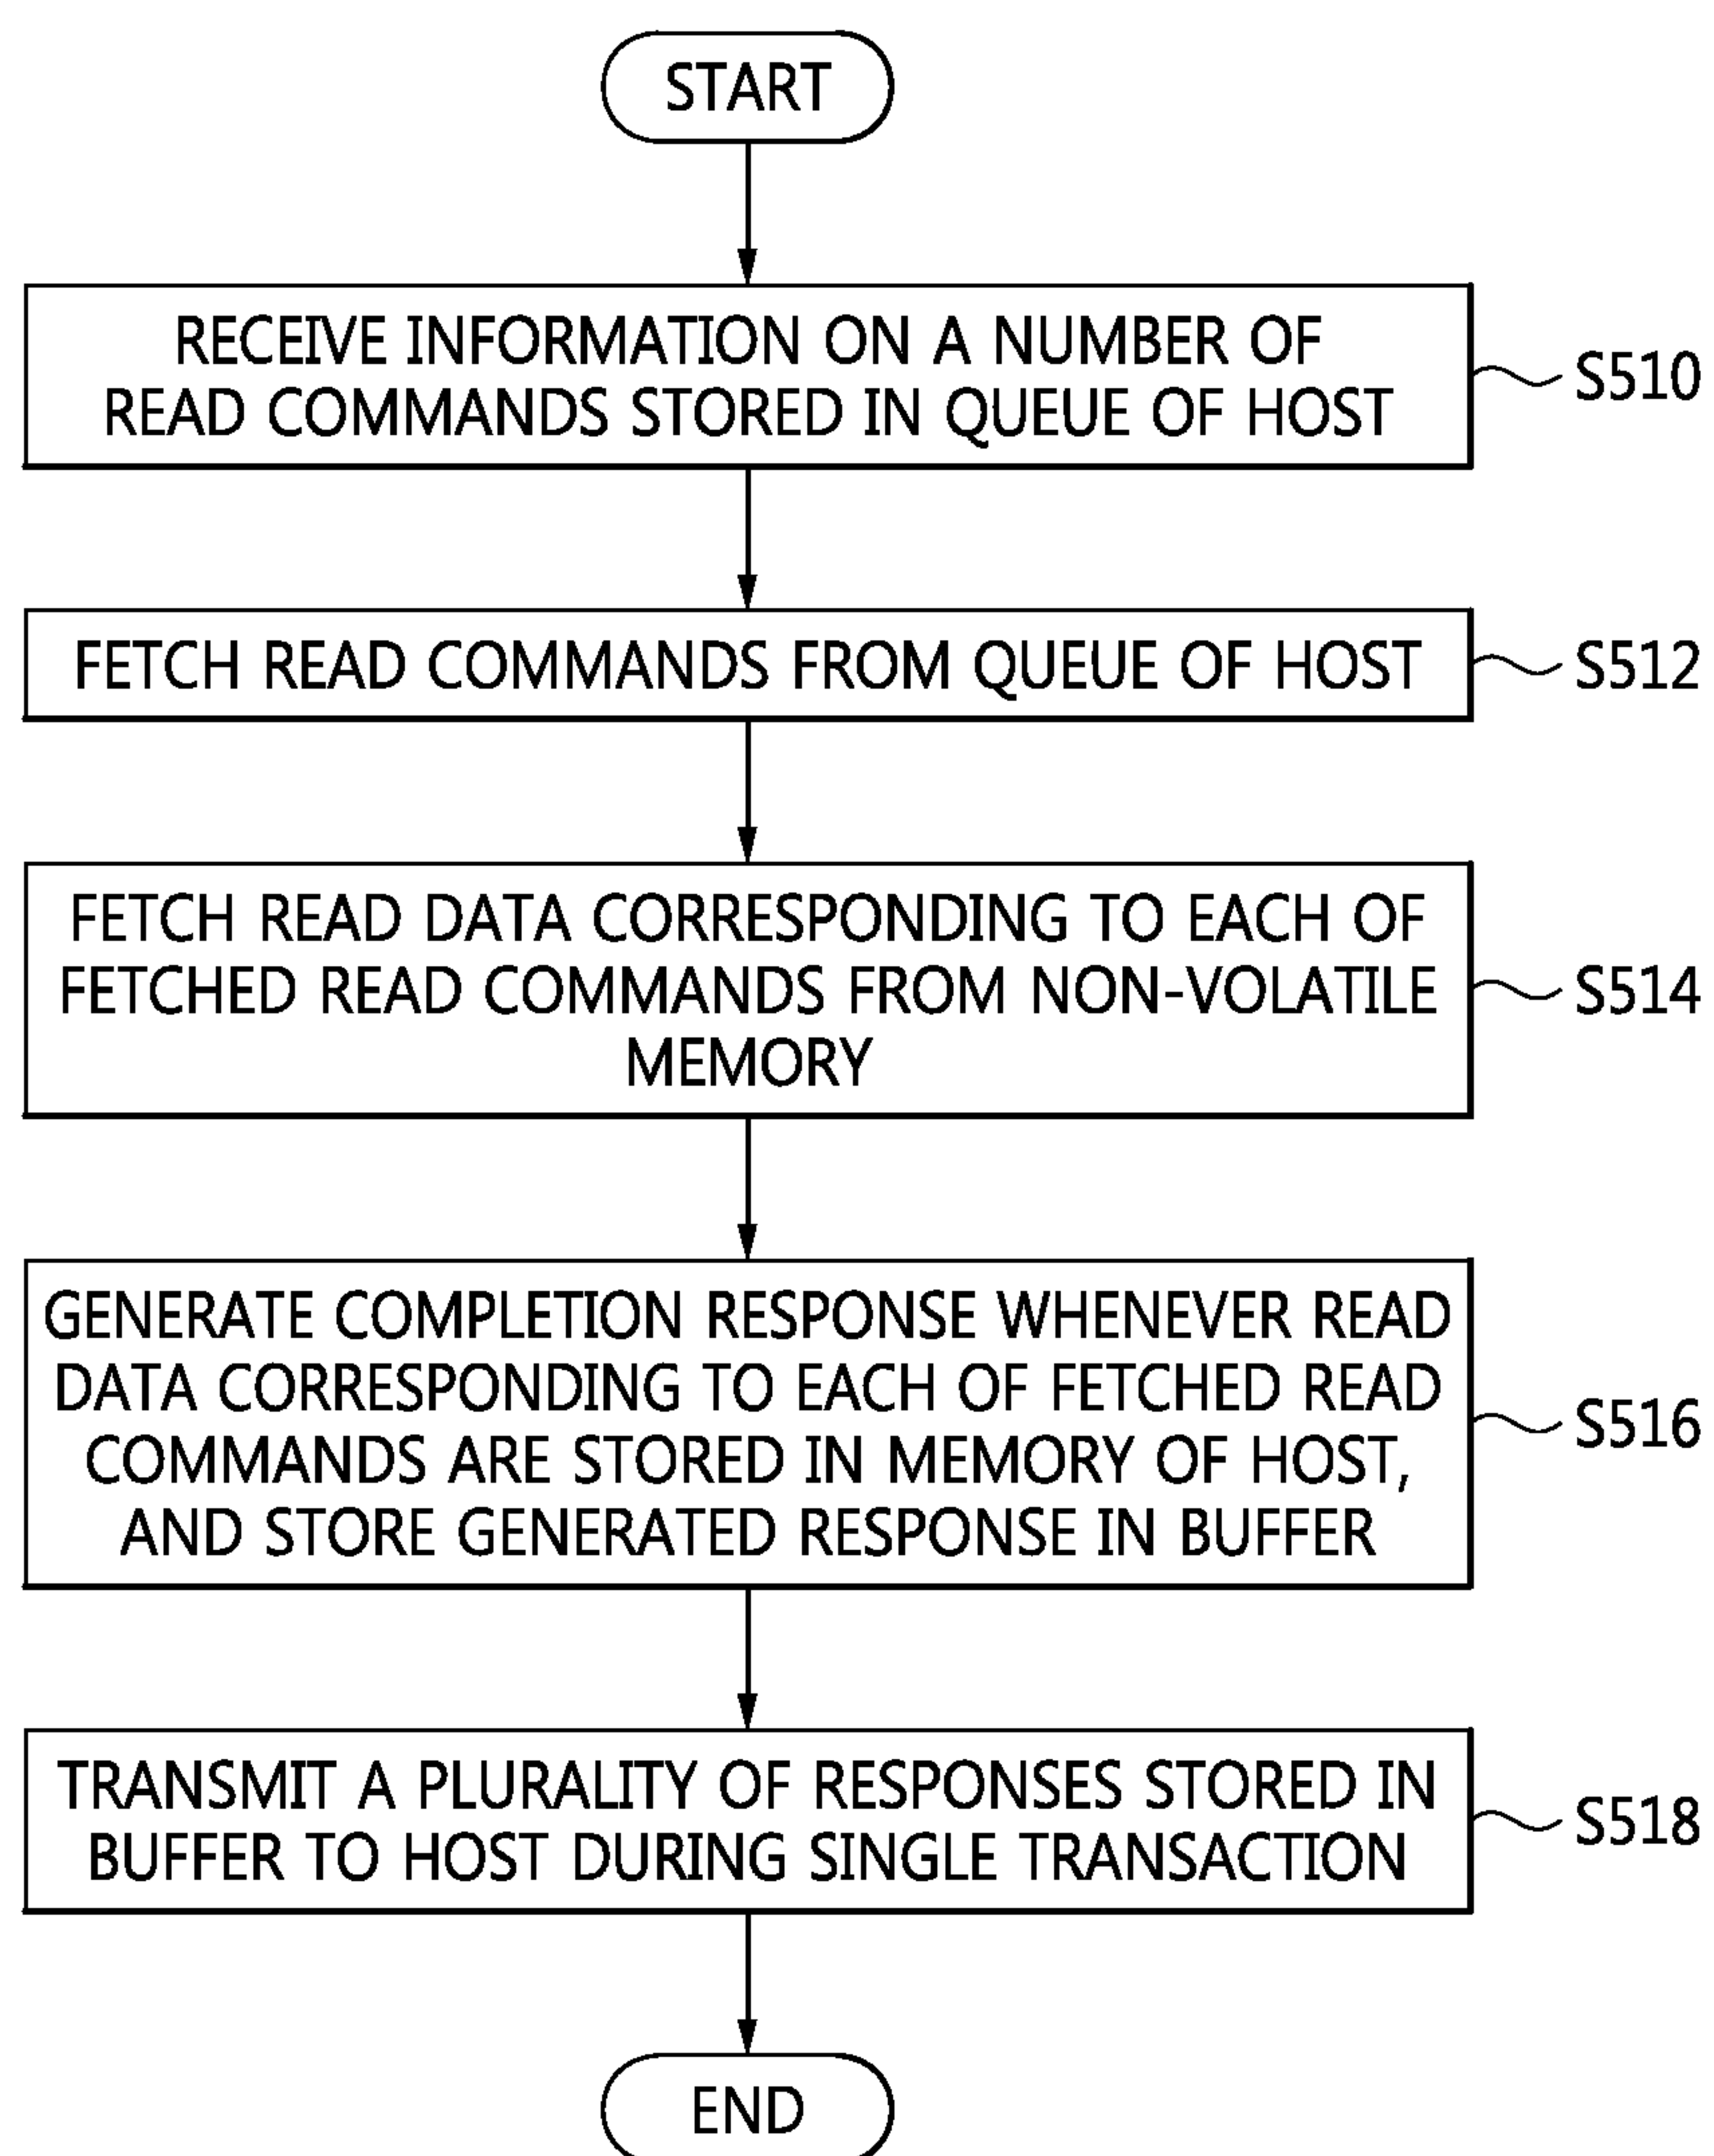 START
RECEIVE INFORMATION ON A NUMBER OF
READ COMMANDS STORED IN QUEUE OF HOST
S510
FETCH READ COMMANDS FROM QUEUE OF HOST
S512
FETCH READ DATA CORRESPONDING TO EACH OF
FETCHED READ COMMANDS FROM NON-VOLATILE
MEMORY
S514
GENERATE COMPLETION RESPONSE WHENEVER READ
DATA CORRESPONDING TO EACH OF FETCHED READ
COMMANDS ARE STORED IN MEMORY OF HOST,
AND STORE GENERATED RESPONSE IN BUFFER
S516
TRANSMIT A PLURALITY OF RESPONSES STORED IN
BUFFER TO HOST DURING SINGLE TRANSACTION
S518
END